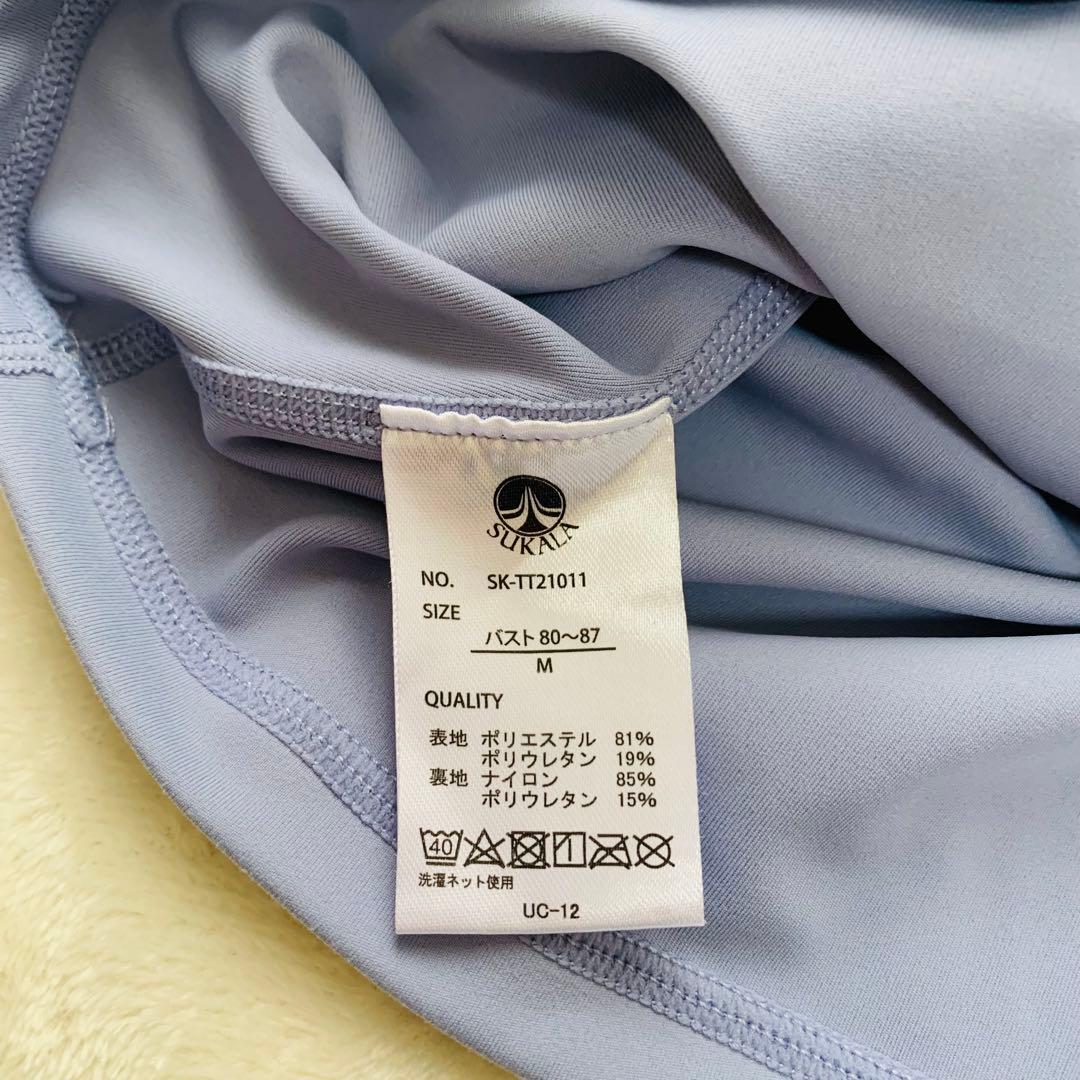 SUKALA
NO. SK-TT21011
SIZE
バスト 80～87
M
QUALITY
表地 ポリエステル 81%
ポリウレタン 19%
裏地 ナイロン 85%
ポリウレタン 15%
40
洗濯ネット使用
UC-12